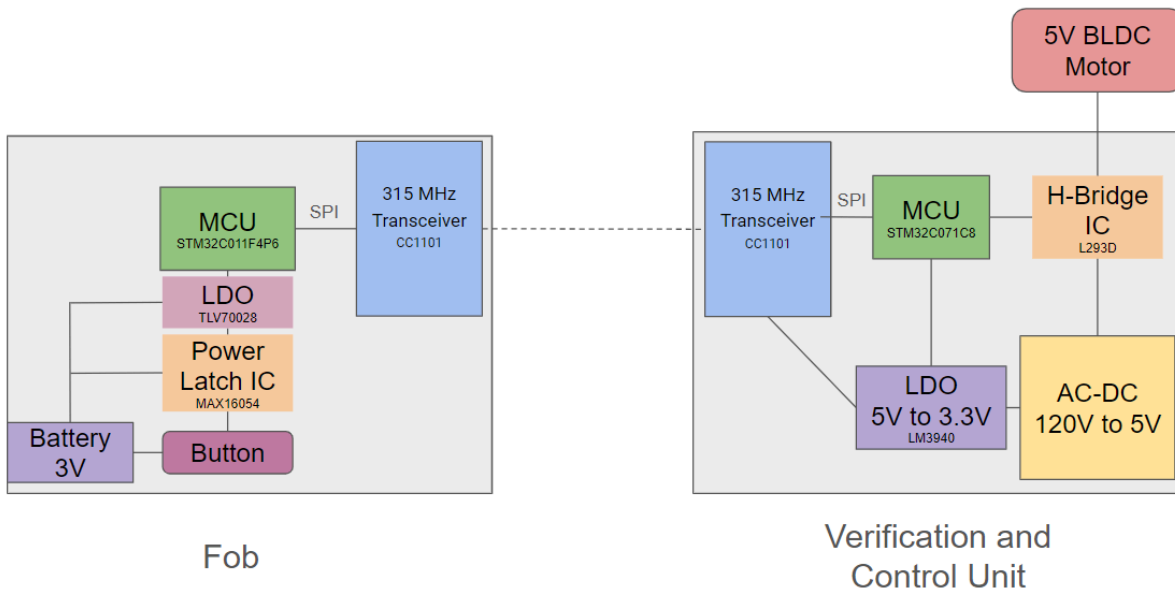 5V BLDC
Motor
315 MHz
Transceiver
CC1101
MCU
STM32C011F4P6
SPI
LDO
TLV70028
Power
Latch IC
MAX16054
Battery
3V
Button
Fob
315 MHz
Transceiver
CC1101
SPI
MCU
STM32C071C8
H-Bridge
IC
L293D
LDO
5V to 3.3V
LM3940
AC-DC
120V to 5V
Verification and
Control Unit